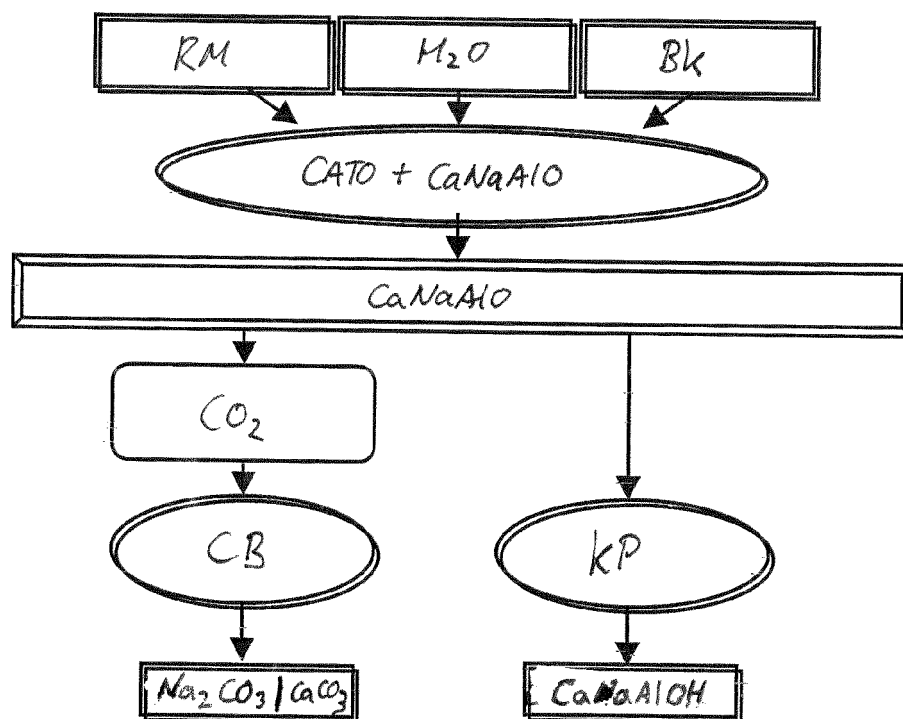 RM
H₂O
Bk
CATO + CaNaAlO
CaNaAlO
CO₂
CB
KP
Na₂CO₃ | CaCO₃
CaNaAlOH